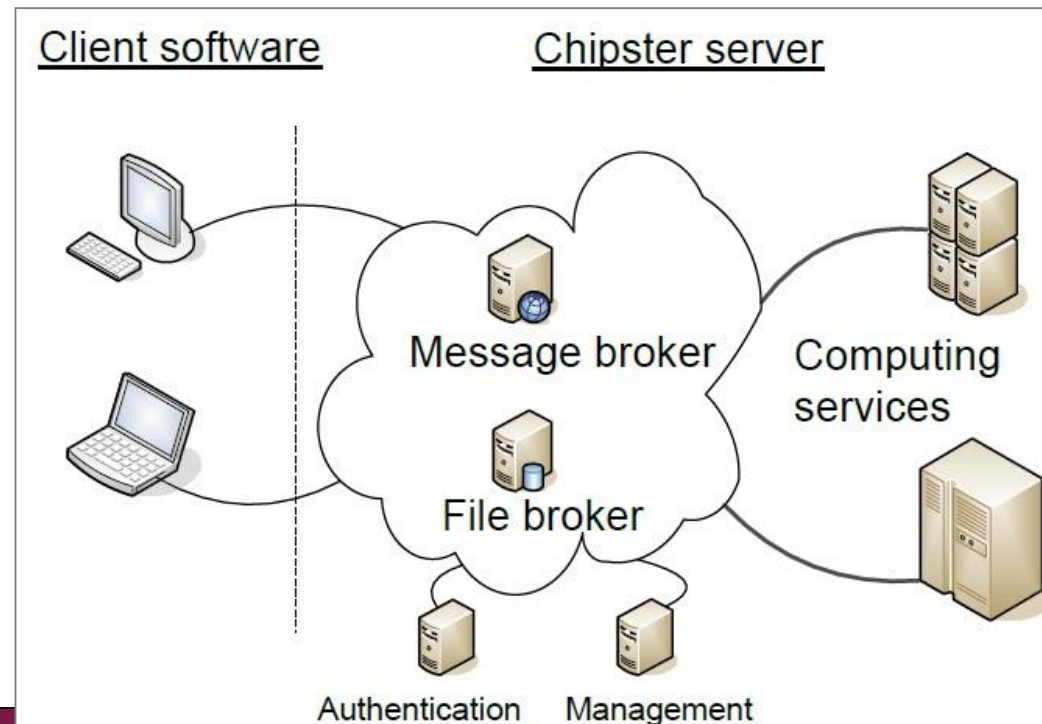 Client software
Chipster server
Message broker
Computing
services
File broker
Authentication
Management